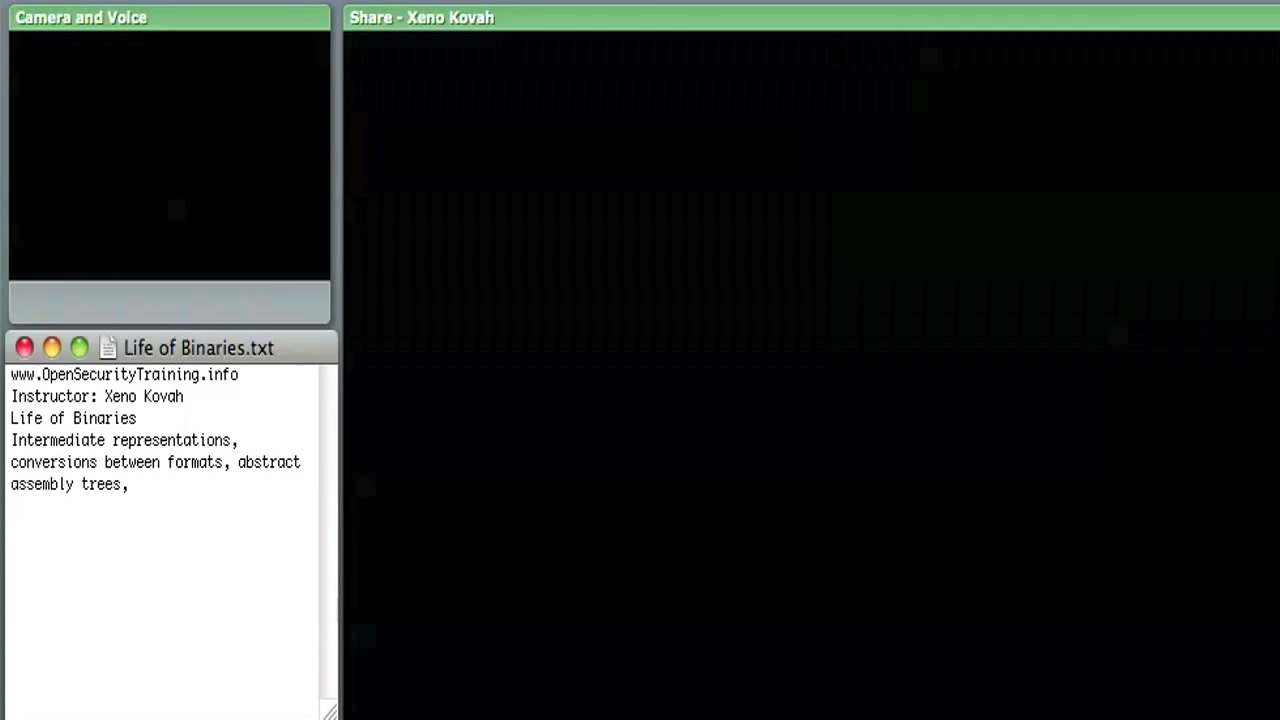 Camera and Voice
Share - Xeno Kovah
Life of Binaries.txt
www.OpenSecurityTraining.info
Instructor: Xeno Kovah
Life of Binaries
Intermediate representations,
conversions between formats, abstract
assembly trees,